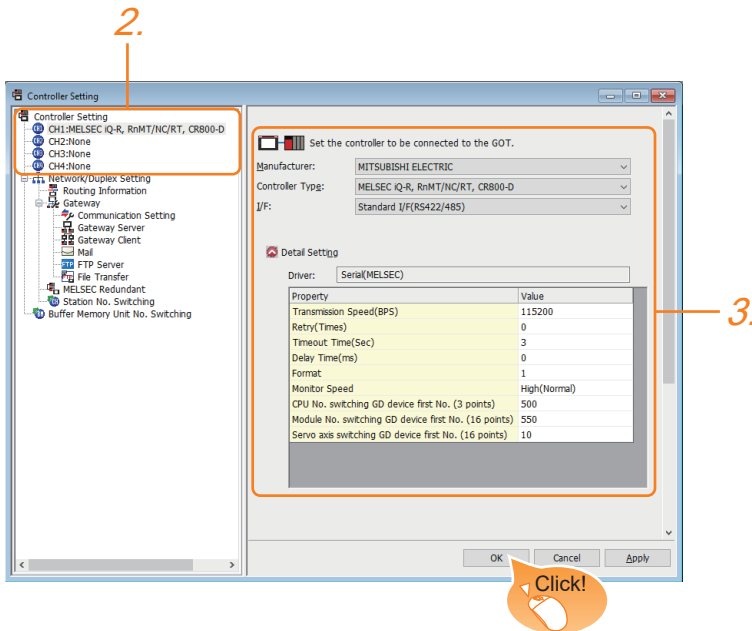 2.
Controller Setting
Controller Setting
CH1:MELSEC iQ-R, RnMT/NC/RT, CR800-D
CH2:None
CH3:None
CH4:None
Network/Duplex Setting
Routing Information
Gateway
Communication Setting
Gateway Server
Gateway Client
Mail
FTP FTP Server
File Transfer
MELSEC Redundant
Station No. Switching
Buffer Memory Unit No. Switching
Set the controller to be connected to the GOT.
Manufacturer: MITSUBISHI ELECTRIC
Controller Type: MELSEC iQ-R, RnMT/NC/RT, CR800-D
I/F: Standard I/F(RS422/485)
Detail Setting
Driver: Serial(MELSEC)
Property Value
Transmission Speed(BPS) 115200
Retry(Times) 0
Timeout Time(Sec) 3
Delay Time(ms) 0
Format 1
Monitor Speed High(Normal)
CPU No. switching GD device first No. (3 points) 500
Module No. switching GD device first No. (16 points) 550
Servo axis switching GD device first No. (16 points) 10
3.
OK Cancel Apply
Click!